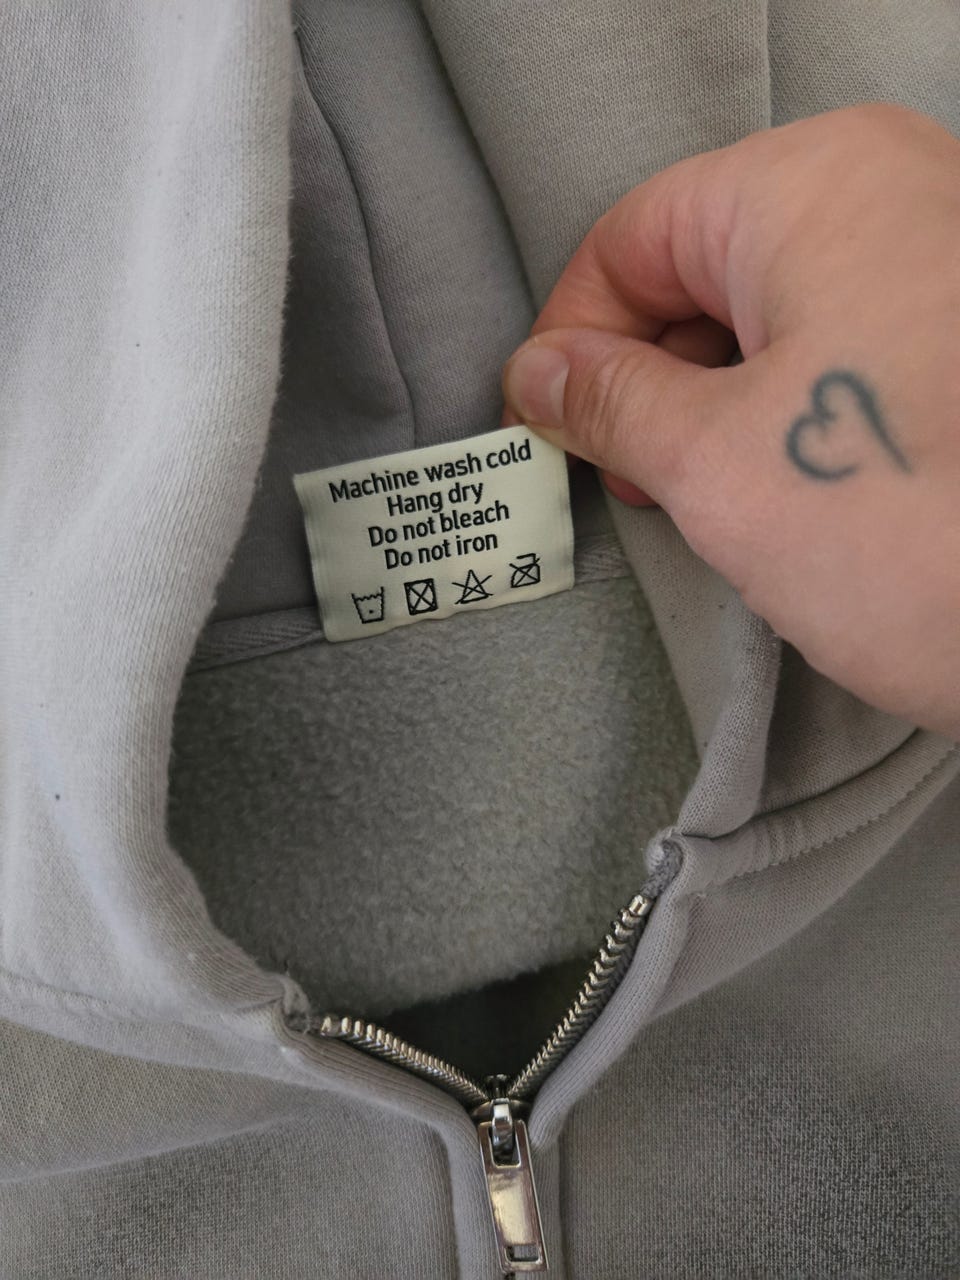 Machine wash cold
Hang dry
Do not bleach
Do not iron